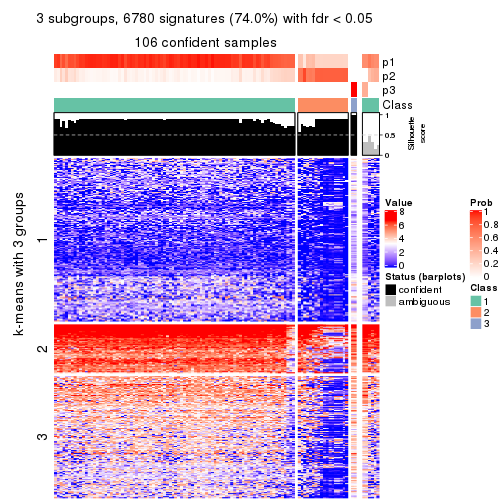 3 subgroups, 6780 signatures (74.0%) with fdr < 0.05
106 confident samples
p1
p2
p3
Class
1
0.5
0
Silhouette
score
k-means with 3 groups
1
2
3
Value
8
6
4
2
0
Status (barplots)
confident
ambiguous
Prob
1
0.8
0.6
0.4
0.2
0
Class
1
2
3